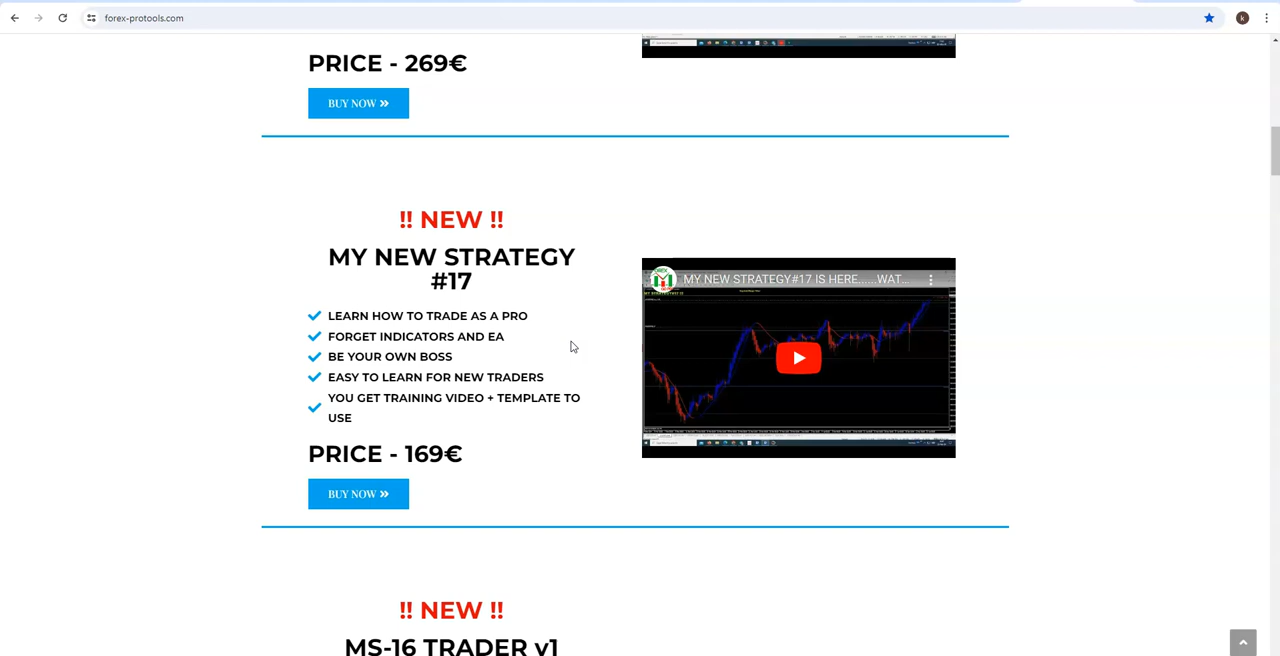 forex-protools.com
k
PRICE - 269€
BUY NOW »
!! NEW !!
MY NEW STRATEGY
#17
LEARN HOW TO TRADE AS A PRO
FORGET INDICATORS AND EA
BE YOUR OWN BOSS
EASY TO LEARN FOR NEW TRADERS
YOU GET TRAINING VIDEO + TEMPLATE TO
USE
PRICE - 169€
BUY NOW »
MY NEW STRATEGY#17 IS HERE......WAT...
!! NEW !!
MS-16 TRADER v1